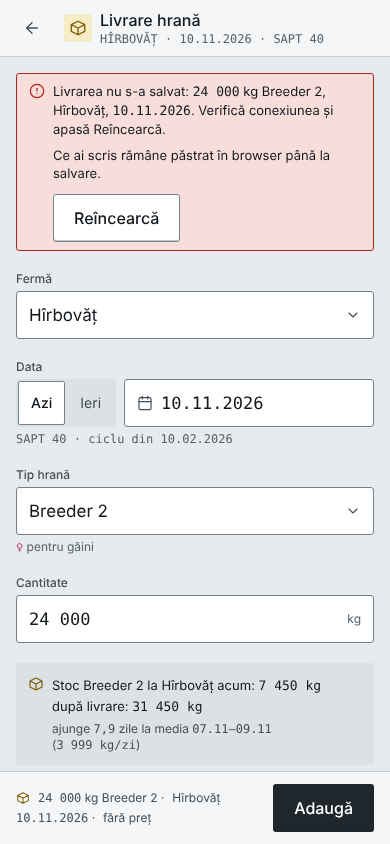 Livrare hrană
HÎRBOVĂȚ · 10.11.2026 · SAPT 40
Livrarea nu s-a salvat: 24 000 kg Breeder 2,
Hîrbovăț, 10.11.2026. Verifică conexiunea și
apasă Reîncearcă.
Ce ai scris rămâne păstrat în browser până la
salvare.
Reîncearcă
Fermă
Hîrbovăț
Data
Azi Ieri 10.11.2026
SAPT 40 · ciclu din 10.02.2026
Tip hrană
Breeder 2
♀ pentru găini
Cantitate
24 000 kg
Stoc Breeder 2 la Hîrbovăț acum: 7 450 kg
după livrare: 31 450 kg
ajunge 7,9 zile la media 07.11–09.11
(3 999 kg/zi)
24 000 kg Breeder 2 · Hîrbovăț
10.11.2026 · fără preț
Adaugă